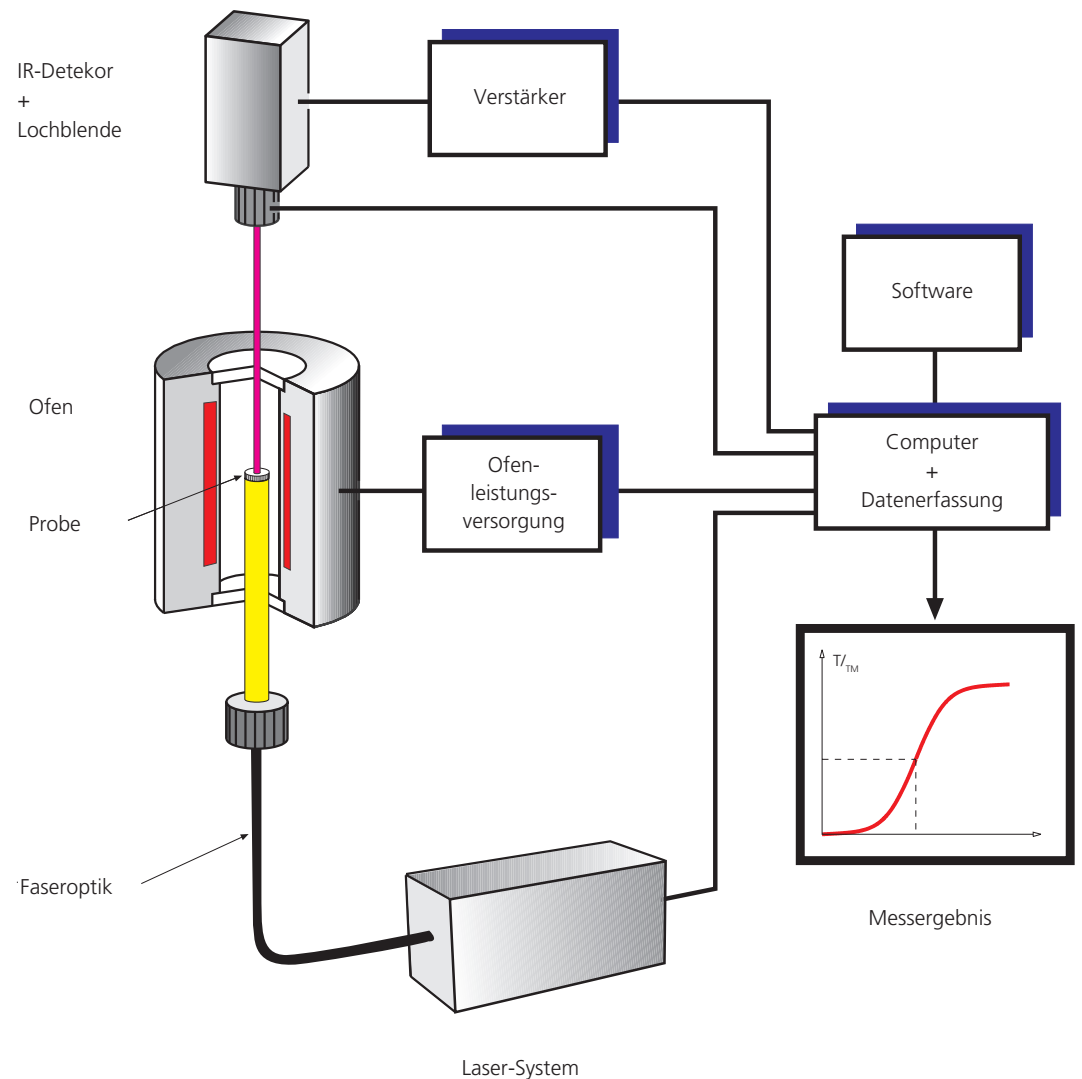 IR-Detekor
+
Lochblende
Verstärker
Software
Ofen
Ofen-
leistungs-
versorgung
Computer
+
Datenerfassung
Probe
T/TM
Faseroptik
Messergebnis
Laser-System